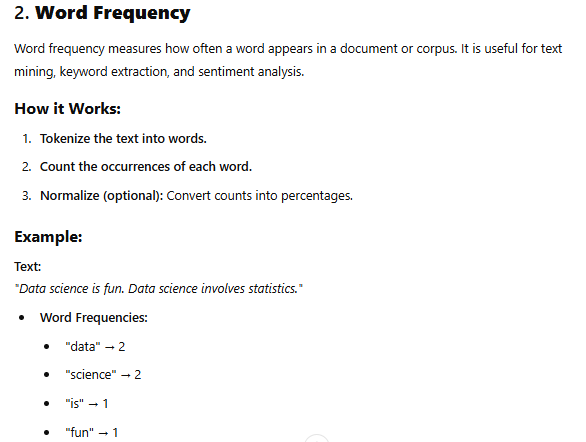 2. Word Frequency
Word frequency measures how often a word appears in a document or corpus. It is useful for text
mining, keyword extraction, and sentiment analysis.
How it Works:
1. Tokenize the text into words.
2. Count the occurrences of each word.
3. Normalize (optional): Convert counts into percentages.
Example:
Text:
"Data science is fun. Data science involves statistics."
• Word Frequencies:
• "data" → 2
• "science" → 2
• "is" → 1
• "fun" → 1